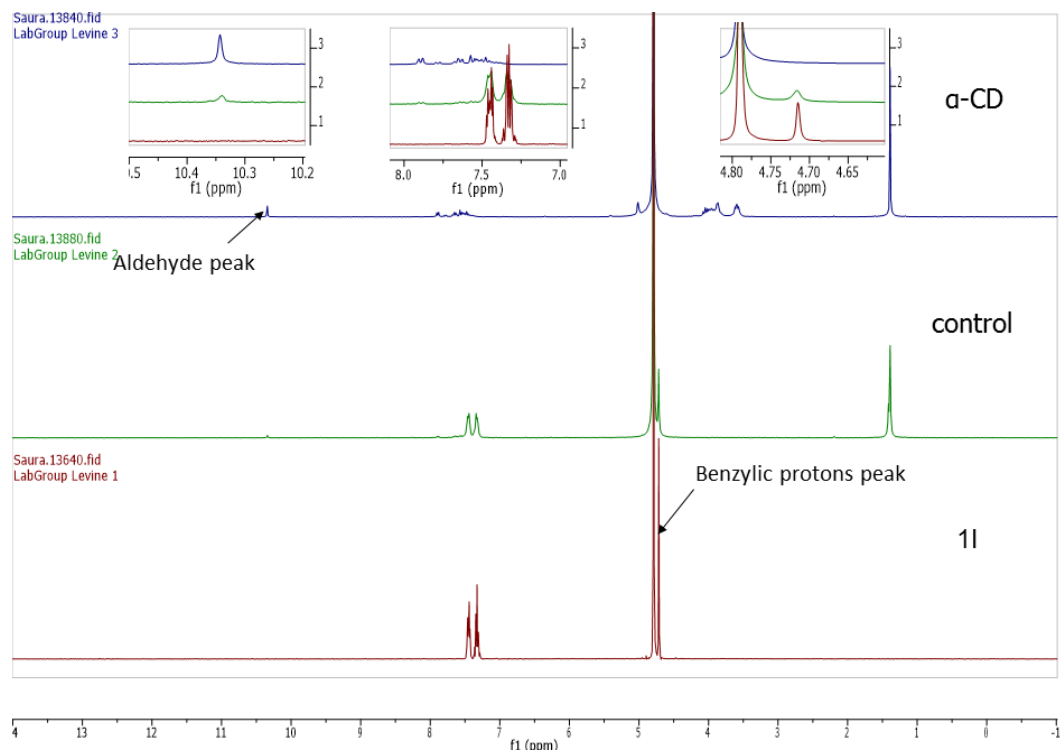 Saura.13840.fid
LabGroup Levine 3
3
2
1
).5 10.4 10.3 10.2
f1 (ppm)
3
2
1
8.0 7.5 7.0
f1 (ppm)
3
2
1
4.80 4.75 4.70 4.65
f1 (ppm)
α-CD
Saura.13880.fid
LabGroup Levine 2
Aldehyde peak
control
Saura.13640.fid
LabGroup Levine 1
Benzylic protons peak
1I
4 13 12 11 10 9 8 7 6 5 4 3 2 1 0 -1
f1 (ppm)